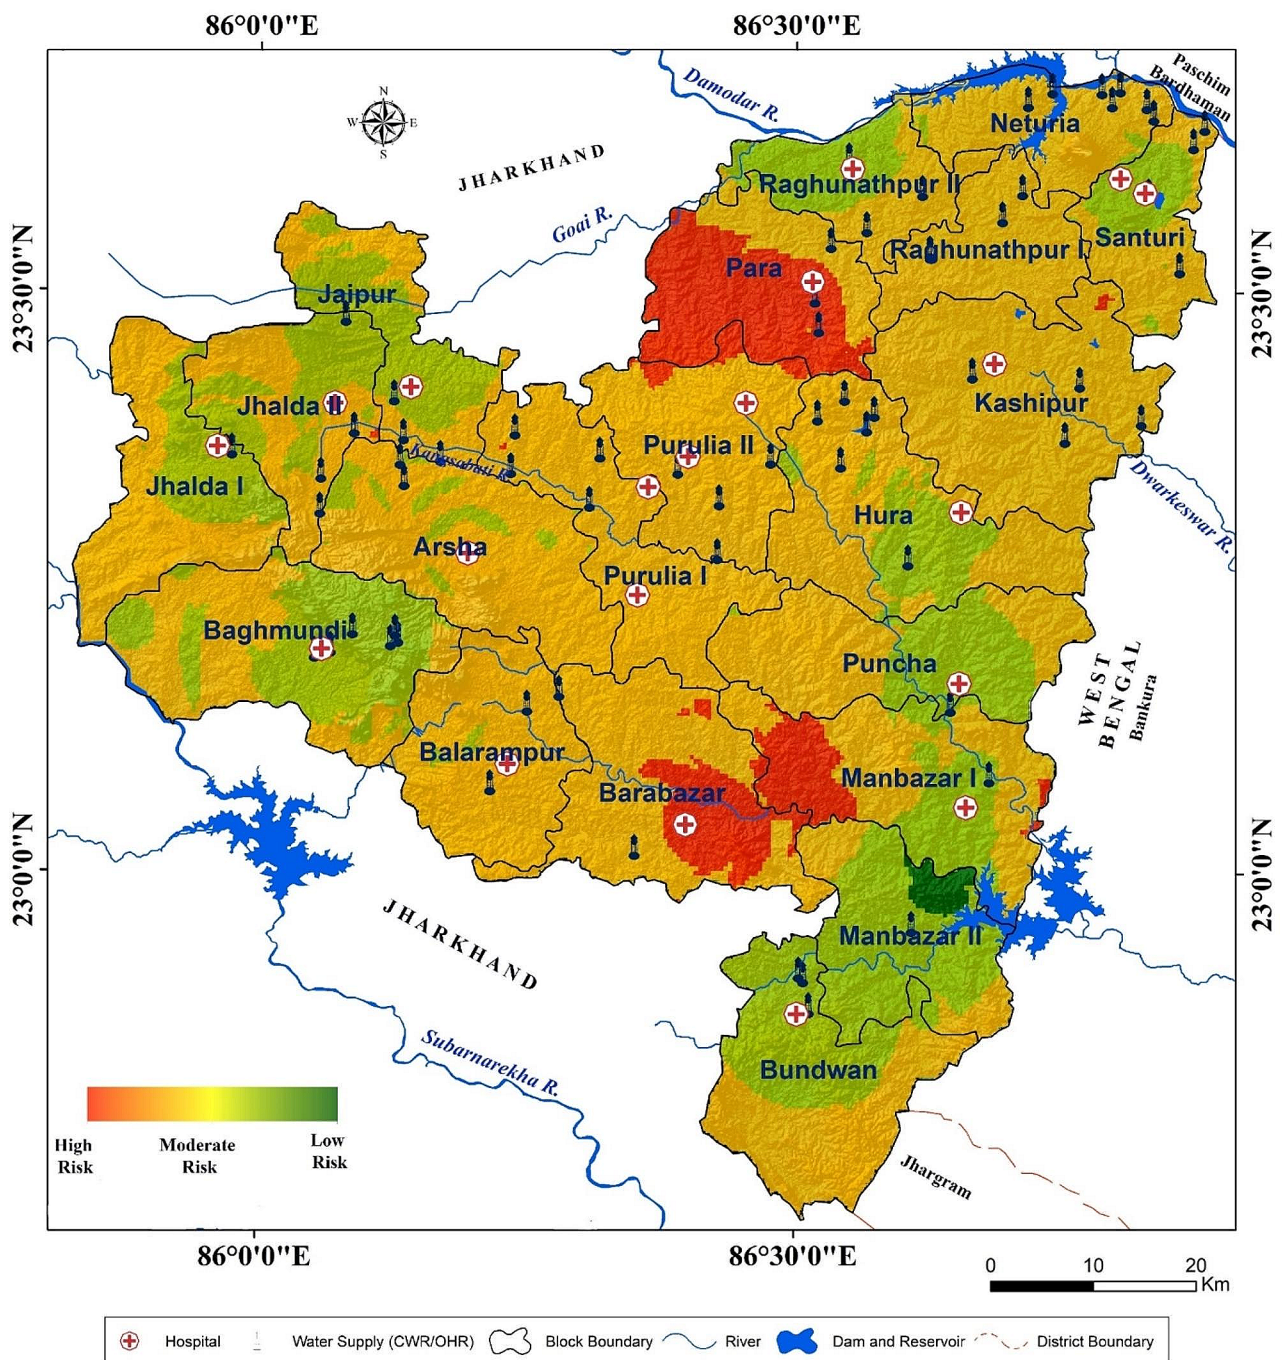 86°0'0"E
86°30'0"E
23°30'0"N
23°30'0"N
23°0'0"N
23°0'0"N
N
W E
S
Damodar R.
Paschim
Bardhaman
JHARKHAND
Neturia
Raghunathpur II
Goai R.
Santuri
Raghunathpur I
Para
Jaipur
Jhalda II
Kashipur
Purulia II
Kangsabati R.
Jhalda I
Dwarkeswar R.
Hura
Arsha
Purulia I
Baghmundi
Puncha
WEST
BENGAL
Bankura
Balarampur
Manbazar I
Barabazar
JHARKHAND
Manbazar II
Subarnarekha R.
Bundwan
Jhargram
High
Risk
Moderate
Risk
Low
Risk
86°0'0"E
86°30'0"E
0 10 20
Km
Hospital
Water Supply (CWR/OHR)
Block Boundary
River
Dam and Reservoir
District Boundary